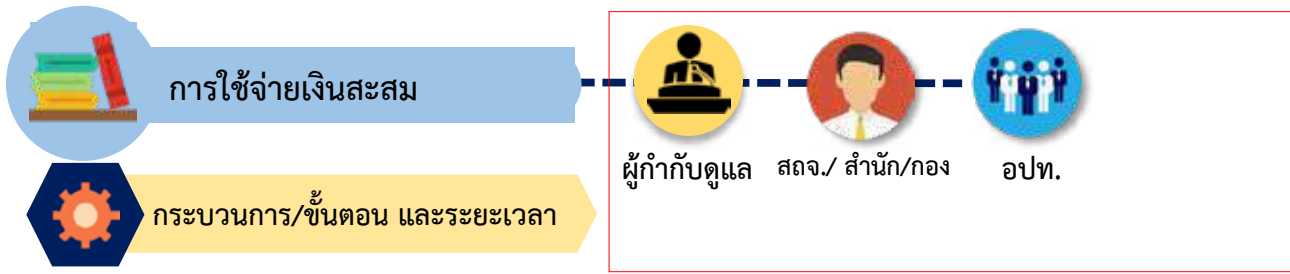 การใช้จ่ายเงินสะสม
ผู้กำกับดูแล
สถจ./ สำนัก/กอง
อปท.
กระบวนการ/ขั้นตอน และระยะเวลา